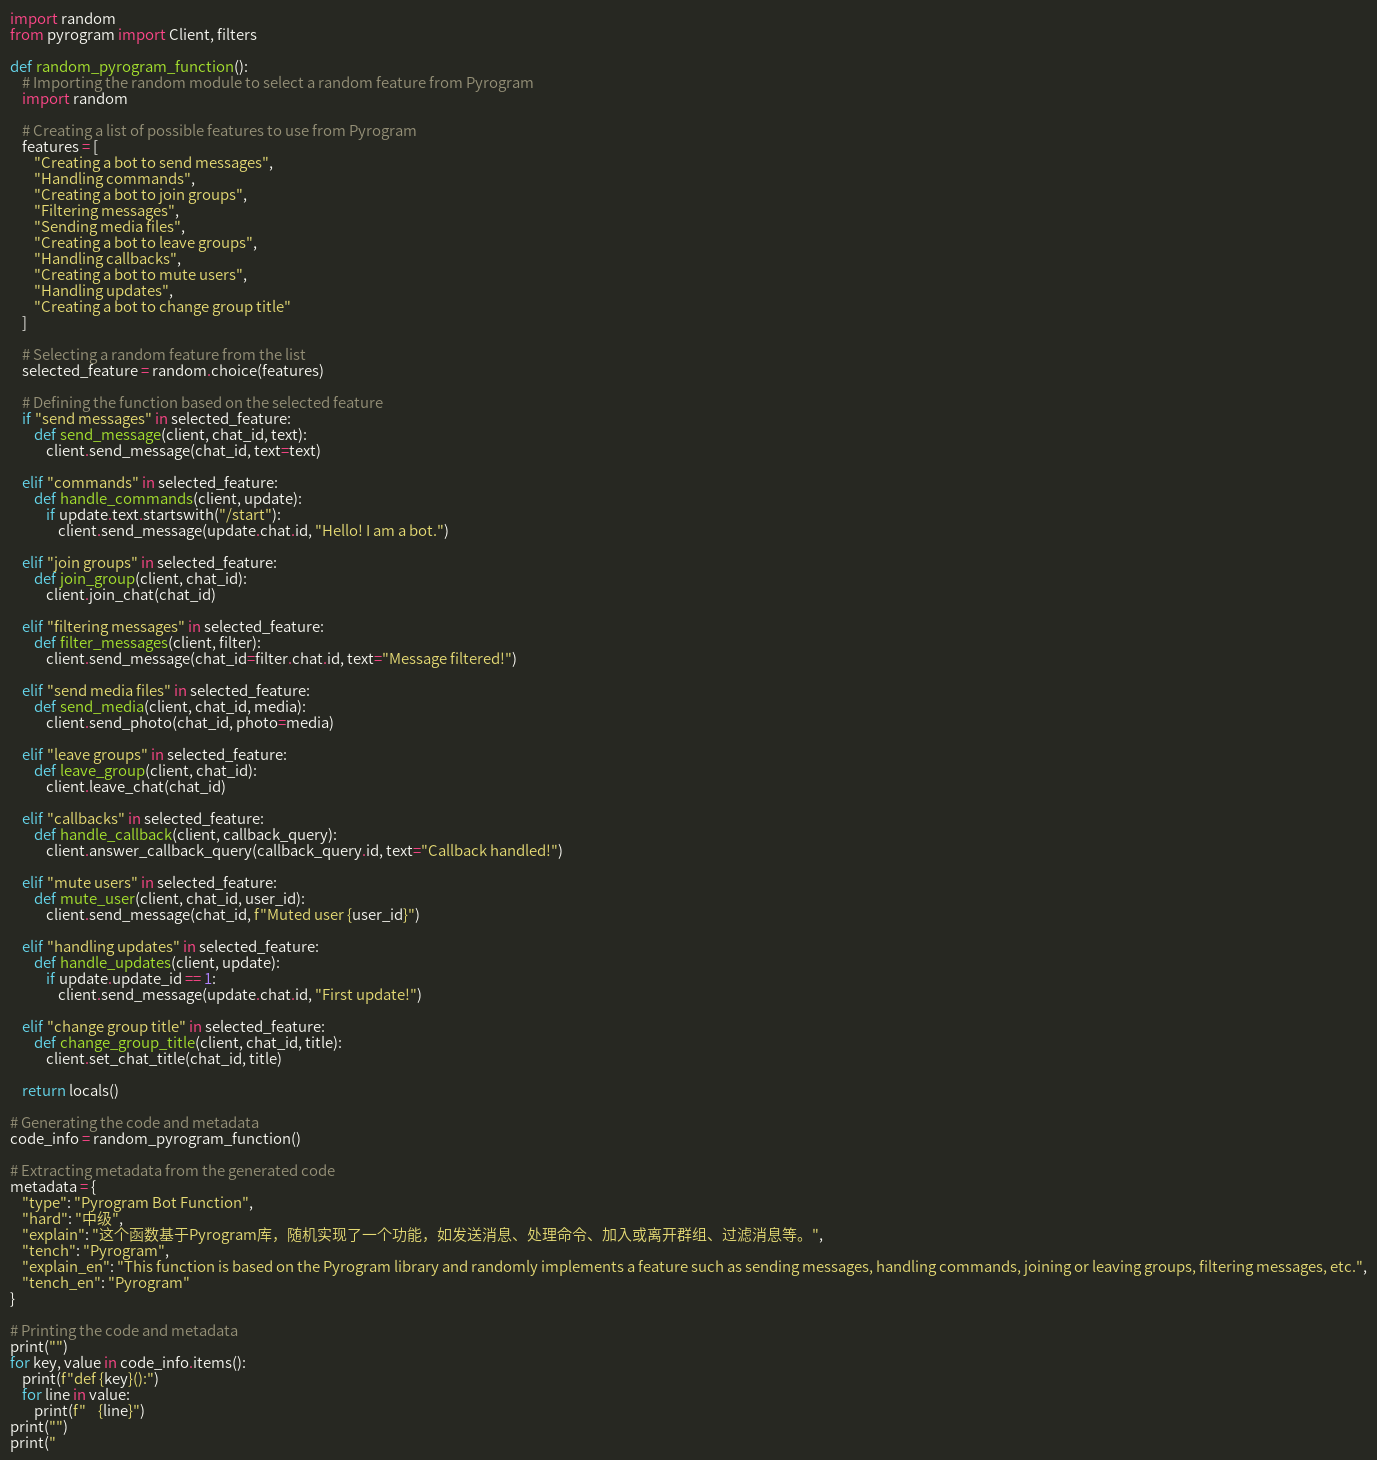 import random
from pyrogram import Client, filters

def random_pyrogram_function():
    # Importing the random module to select a random feature from Pyrogram
    import random

    # Creating a list of possible features to use from Pyrogram
    features = [
        "Creating a bot to send messages",
        "Handling commands",
        "Creating a bot to join groups",
        "Filtering messages",
        "Sending media files",
        "Creating a bot to leave groups",
        "Handling callbacks",
        "Creating a bot to mute users",
        "Handling updates",
        "Creating a bot to change group title"
    ]

    # Selecting a random feature from the list
    selected_feature = random.choice(features)

    # Defining the function based on the selected feature
    if "send messages" in selected_feature:
        def send_message(client, chat_id, text):
            client.send_message(chat_id, text=text)

    elif "commands" in selected_feature:
        def handle_commands(client, update):
            if update.text.startswith("/start"):
                client.send_message(update.chat.id, "Hello! I am a bot.")

    elif "join groups" in selected_feature:
        def join_group(client, chat_id):
            client.join_chat(chat_id)

    elif "filtering messages" in selected_feature:
        def filter_messages(client, filter):
            client.send_message(chat_id=filter.chat.id, text="Message filtered!")

    elif "send media files" in selected_feature:
        def send_media(client, chat_id, media):
            client.send_photo(chat_id, photo=media)

    elif "leave groups" in selected_feature:
        def leave_group(client, chat_id):
            client.leave_chat(chat_id)

    elif "callbacks" in selected_feature:
        def handle_callback(client, callback_query):
            client.answer_callback_query(callback_query.id, text="Callback handled!")

    elif "mute users" in selected_feature:
        def mute_user(client, chat_id, user_id):
            client.send_message(chat_id, f"Muted user {user_id}")

    elif "handling updates" in selected_feature:
        def handle_updates(client, update):
            if update.update_id == 1:
                client.send_message(update.chat.id, "First update!")

    elif "change group title" in selected_feature:
        def change_group_title(client, chat_id, title):
            client.set_chat_title(chat_id, title)

    return locals()

# Generating the code and metadata
code_info = random_pyrogram_function()

# Extracting metadata from the generated code
metadata = {
    "type": "Pyrogram Bot Function",
    "hard": "中级",
    "explain": "这个函数基于Pyrogram库，随机实现了一个功能，如发送消息、处理命令、加入或离开群组、过滤消息等。",
    "tench": "Pyrogram",
    "explain_en": "This function is based on the Pyrogram library and randomly implements a feature such as sending messages, handling commands, joining or leaving groups, filtering messages, etc.",
    "tench_en": "Pyrogram"
}

# Printing the code and metadata
print("")
for key, value in code_info.items():
    print(f"def {key}():")
    for line in value:
        print(f"    {line}")
print("")
print("